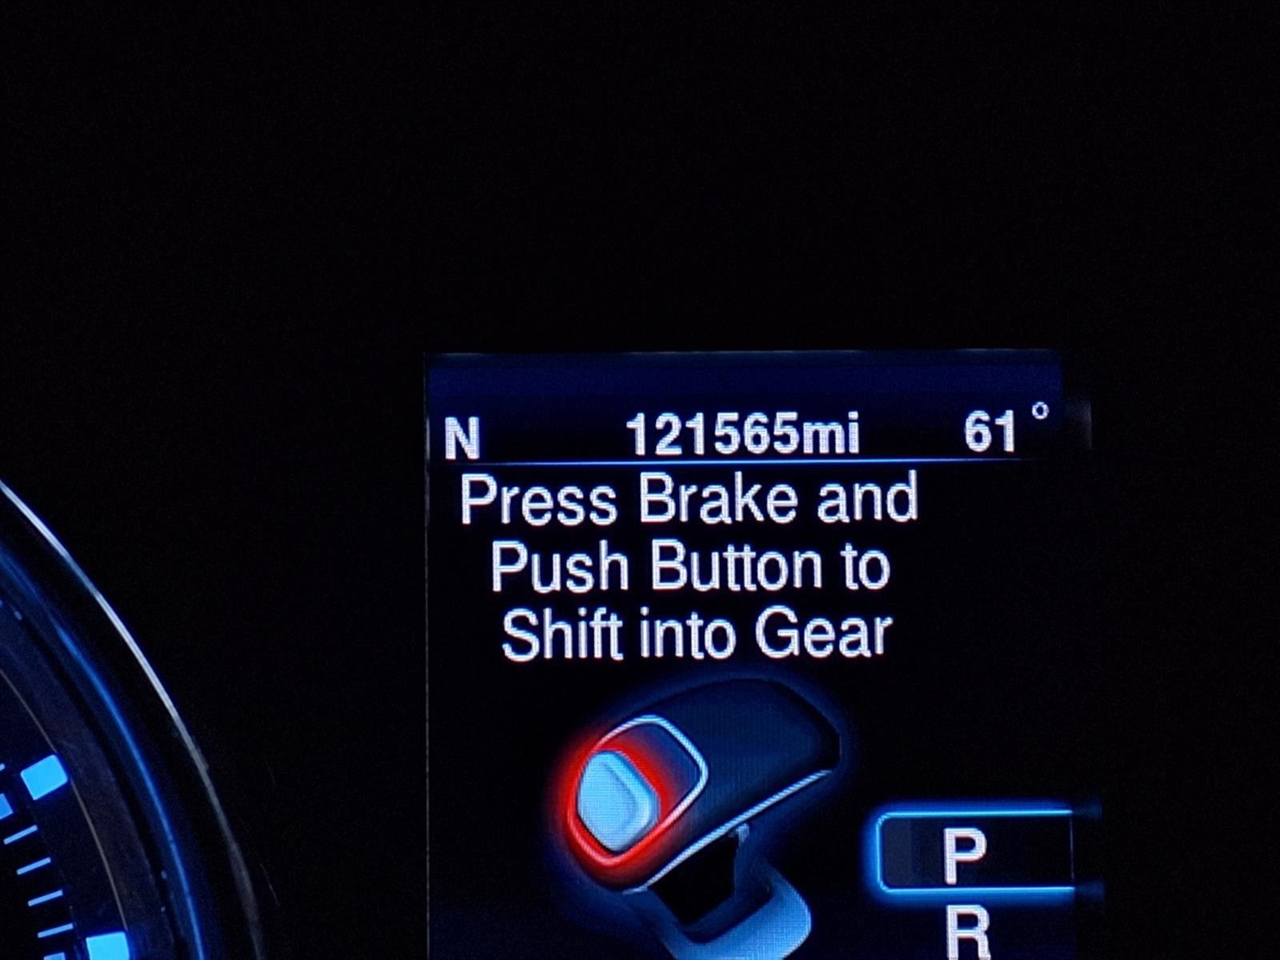 N 121565mi 61°
Press Brake and
Push Button to
Shift into Gear
P
R